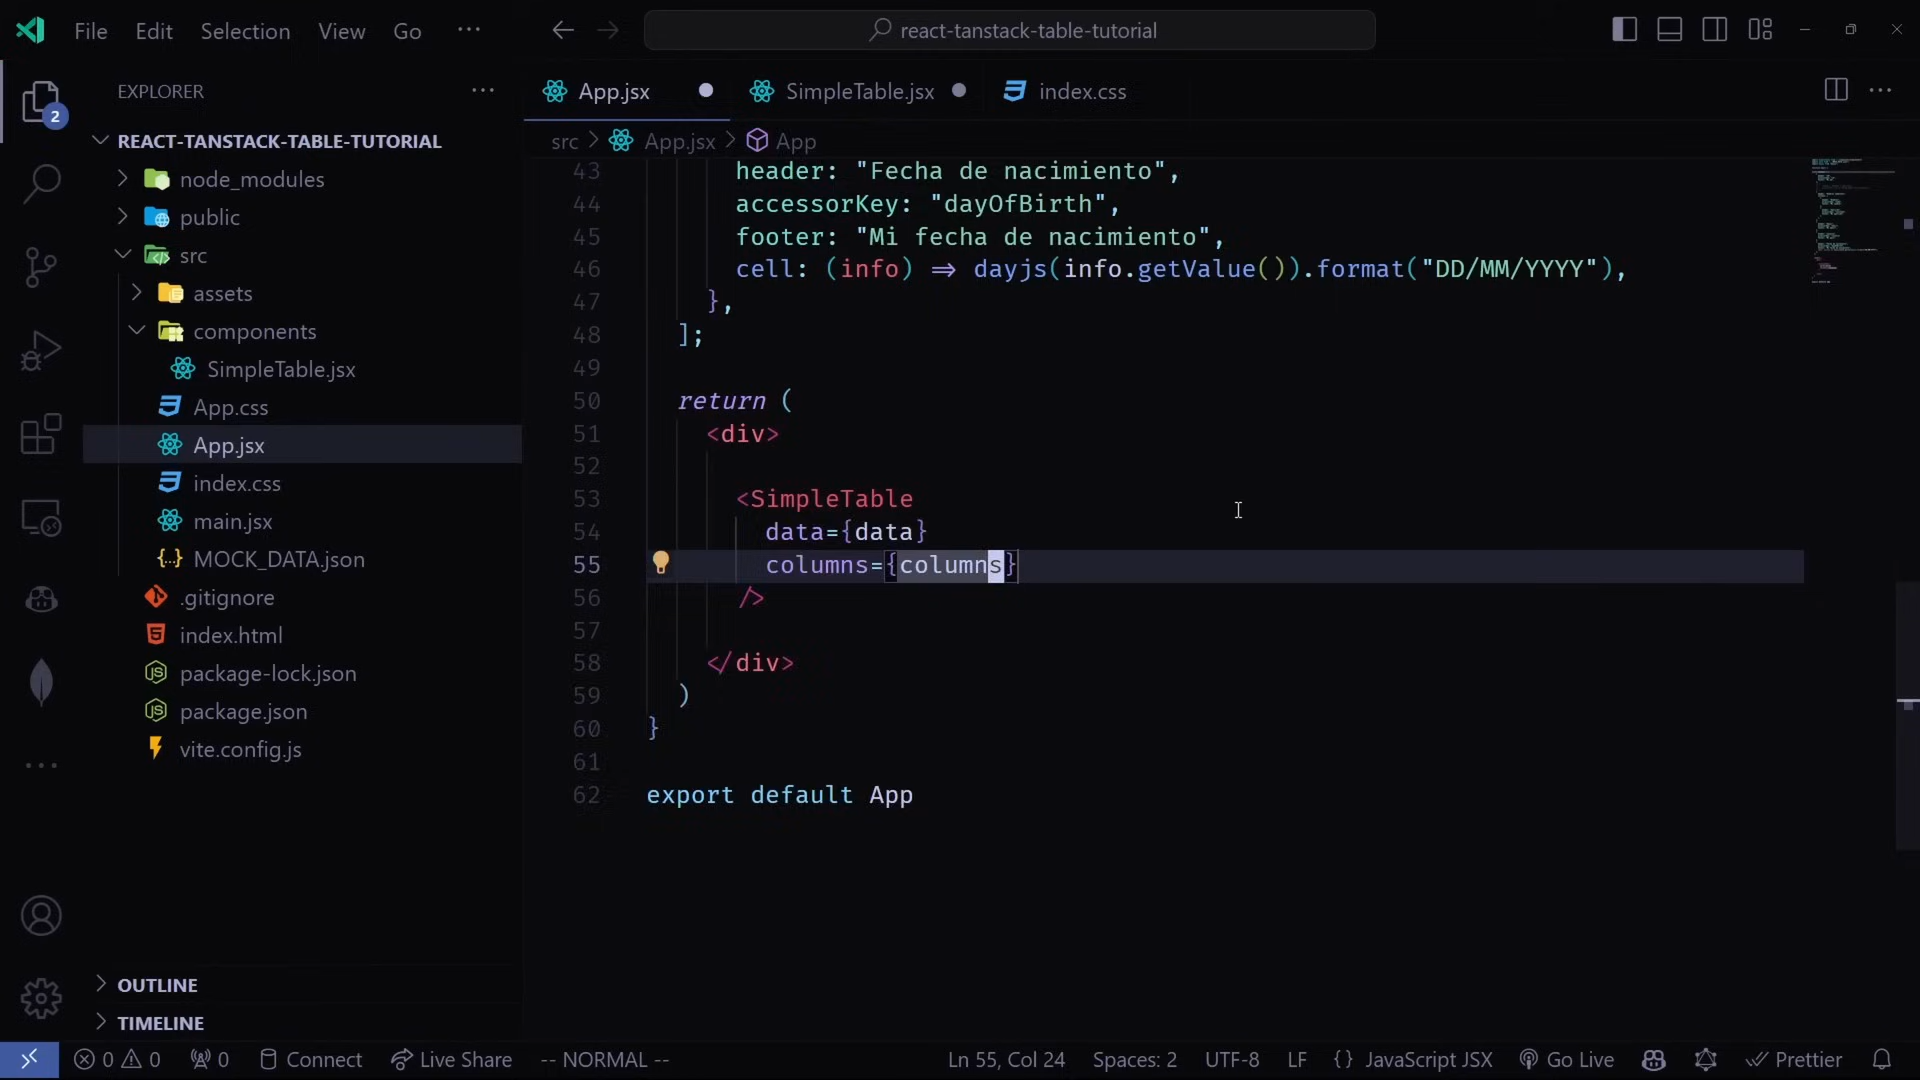 File Edit Selection View Go ···
react-tanstack-table-tutorial
EXPLORER ···
2
REACT-TANSTACK-TABLE-TUTORIAL
node_modules
public
src
assets
components
SimpleTable.jsx
App.css
App.jsx
index.css
main.jsx
MOCK_DATA.json
.gitignore
index.html
package-lock.json
package.json
vite.config.js
OUTLINE
TIMELINE
App.jsx SimpleTable.jsx index.css
src > App.jsx > App
43 header: "Fecha de nacimiento",
44 accessorKey: "dayOfBirth",
45 footer: "Mi fecha de nacimiento",
46 cell: (info) => dayjs(info.getValue()).format("DD/MM/YYYY"),
47 },
48 ];
49
50 return (
51 <div>
52
53 <SimpleTable
54 data={data}
55 columns={columns}
56 />
57
58 </div>
59 )
60 }
61
62 export default App
0 0 0 Connect Live Share -- NORMAL -- Ln 55, Col 24 Spaces: 2 UTF-8 LF {} JavaScript JSX Go Live Prettier